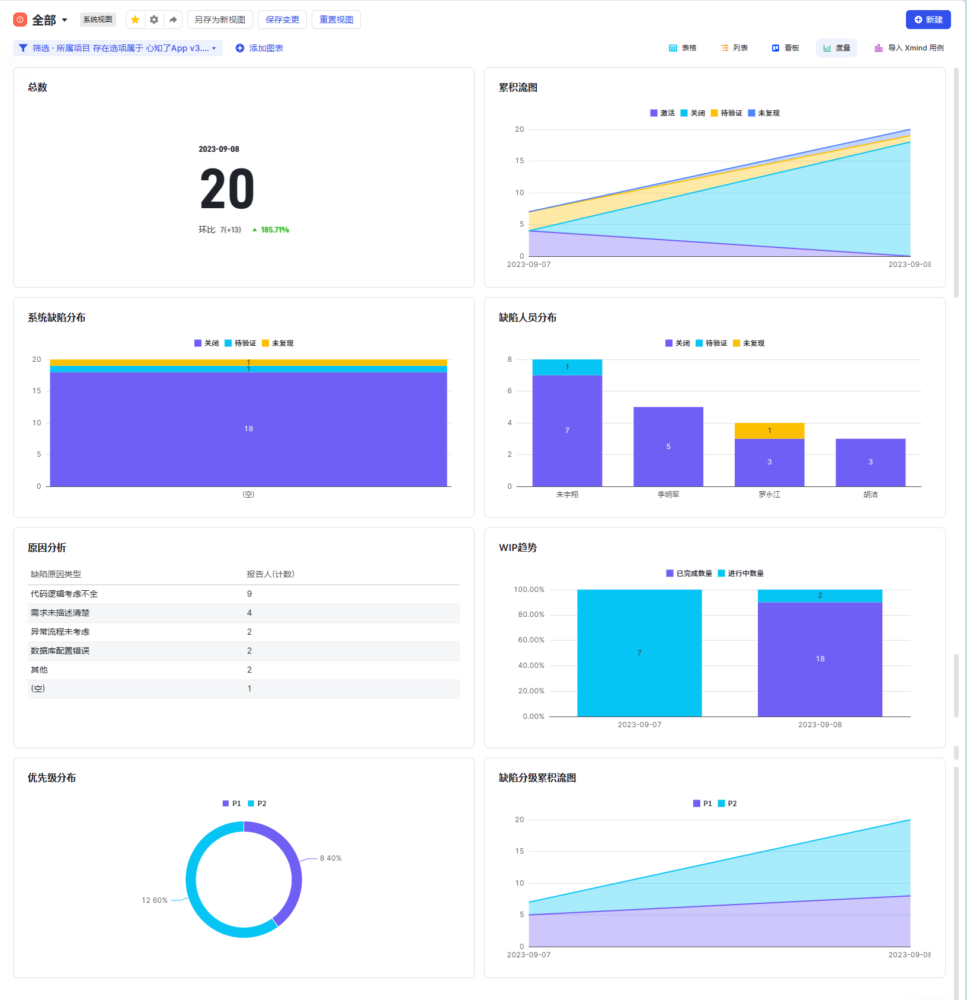 全部
系统视图
另存为新视图
保存变更
重置视图
新建
筛选 · 所属项目 存在选项属于 心知了App v3....
添加图表
表格
列表
看板
度量
导入 Xmind 用例
总数
2023-09-08
20
环比 7(+13) 185.71%
累积流图
激活 关闭 待验证 未复现
20
15
10
5
0
2023-09-07 2023-09-08
系统缺陷分布
关闭 待验证 未复现
20
15
10
5
0
1
1
18
(空)
缺陷人员分布
关闭 待验证 未复现
8
6
4
2
0
1
7
5
1
3
3
朱宇翔 李明军 罗永江 胡洁
原因分析
缺陷原因类型 报告人(计数)
代码逻辑考虑不全 9
需求未描述清楚 4
异常流程未考虑 2
数据库配置错误 2
其他 2
(空) 1
WIP趋势
已完成数量 进行中数量
100.00%
80.00%
60.00%
40.00%
20.00%
0.00%
7
2
18
2023-09-07 2023-09-08
优先级分布
P1 P2
8 40%
12 60%
缺陷分级累积流图
P1 P2
20
15
10
5
0
2023-09-07 2023-09-08